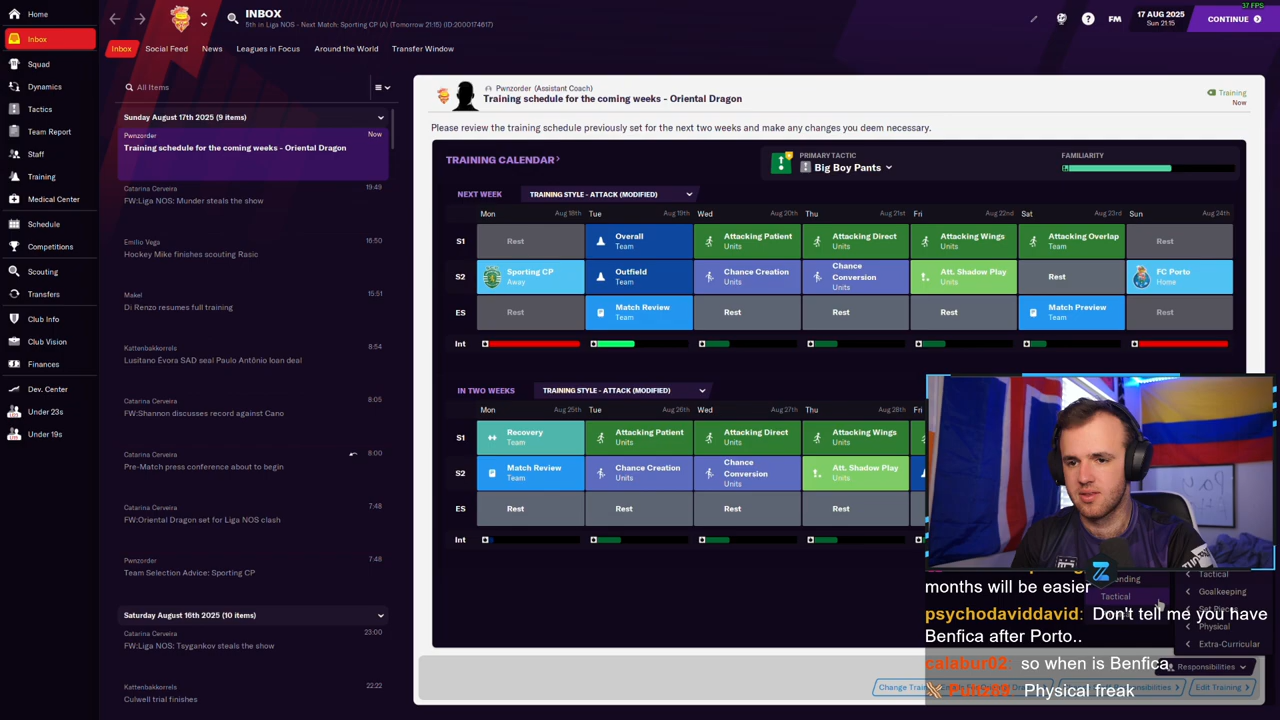 37 FPS
Home
INBOX
5th in Liga NOS - Next Match: Sporting CP (A) (Tomorrow 21:15) (ID:2000174617)
FM
17 AUG 2025
Sun 21:15
CONTINUE
Inbox
Inbox
Social Feed
News
Leagues in Focus
Around the World
Transfer Window
Squad
Dynamics
Tactics
Team Report
Staff
Training
Medical Center
Schedule
Competitions
Scouting
Transfers
Club Info
Club Vision
Finances
Dev. Center
Under 23s
Under 19s
All Items
Sunday August 17th 2025 (9 items)
Pwnzorder
Now
Training schedule for the coming weeks - Oriental Dragon
Catarina Cerveira
19:49
FW:Liga NOS: Munder steals the show
Emilio Vega
16:50
Hockey Mike finishes scouting Rasic
Makel
15:51
Di Renzo resumes full training
Kattenbakkorrels
8:54
Lusitano Évora SAD seal Paulo Antônio loan deal
Catarina Cerveira
8:05
FW:Shannon discusses record against Cano
Catarina Cerveira
8:00
Pre-Match press conference about to begin
Catarina Cerveira
7:48
FW:Oriental Dragon set for Liga NOS clash
Pwnzorder
7:48
Team Selection Advice: Sporting CP
Saturday August 16th 2025 (10 items)
Catarina Cerveira
23:00
FW:Liga NOS: Tsygankov steals the show
Kattenbakkorrels
22:22
Culwell trial finishes
Pwnzorder (Assistant Coach)
Training schedule for the coming weeks - Oriental Dragon
Training
Now
Please review the training schedule previously set for the next two weeks and make any changes you deem necessary.
TRAINING CALENDAR
PRIMARY TACTIC
Big Boy Pants
FAMILIARITY
NEXT WEEK
TRAINING STYLE - ATTACK (MODIFIED)
Mon Aug 18th Tue Aug 19th Wed Aug 20th Thu Aug 21st Fri Aug 22nd Sat Aug 23rd Sun Aug 24th
S1
Rest
Overall
Team
Attacking Patient
Units
Attacking Direct
Units
Attacking Wings
Units
Attacking Overlap
Team
Rest
S2
Sporting CP
Away
Outfield
Team
Chance Creation
Units
Chance
Conversion
Units
Att. Shadow Play
Units
Rest
FC Porto
Home
ES
Rest
Match Review
Team
Rest
Rest
Rest
Match Preview
Team
Rest
Int
IN TWO WEEKS
TRAINING STYLE - ATTACK (MODIFIED)
Mon Aug 25th Tue Aug 26th Wed Aug 27th Thu Aug 28th Fri
S1
Recovery
Team
Attacking Patient
Units
Attacking Direct
Units
Attacking Wings
Units
S2
Match Review
Team
Chance Creation
Units
Chance
Conversion
Units
Att. Shadow Play
Units
ES
Rest
Rest
Rest
Rest
Int
Tactical
Tactical
Goalkeeping
Physical
Extra-Curricular
Responsibilities
Edit Training
months will be easier
psychodaviddavid: Don't tell me you have
Benfica after Porto..
calabur02: so when is Benfica
Physical freak